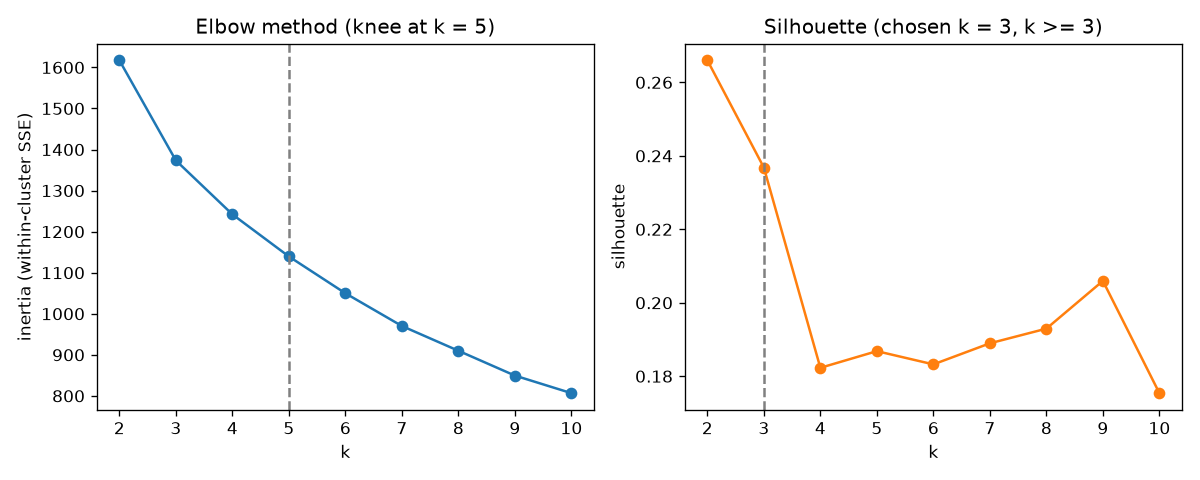 Elbow method (knee at k = 5)
inertia (within-cluster SSE)
1600
1500
1400
1300
1200
1100
1000
900
800
2 3 4 5 6 7 8 9 10
k
Silhouette (chosen k = 3, k >= 3)
silhouette
0.26
0.24
0.22
0.20
0.18
2 3 4 5 6 7 8 9 10
k